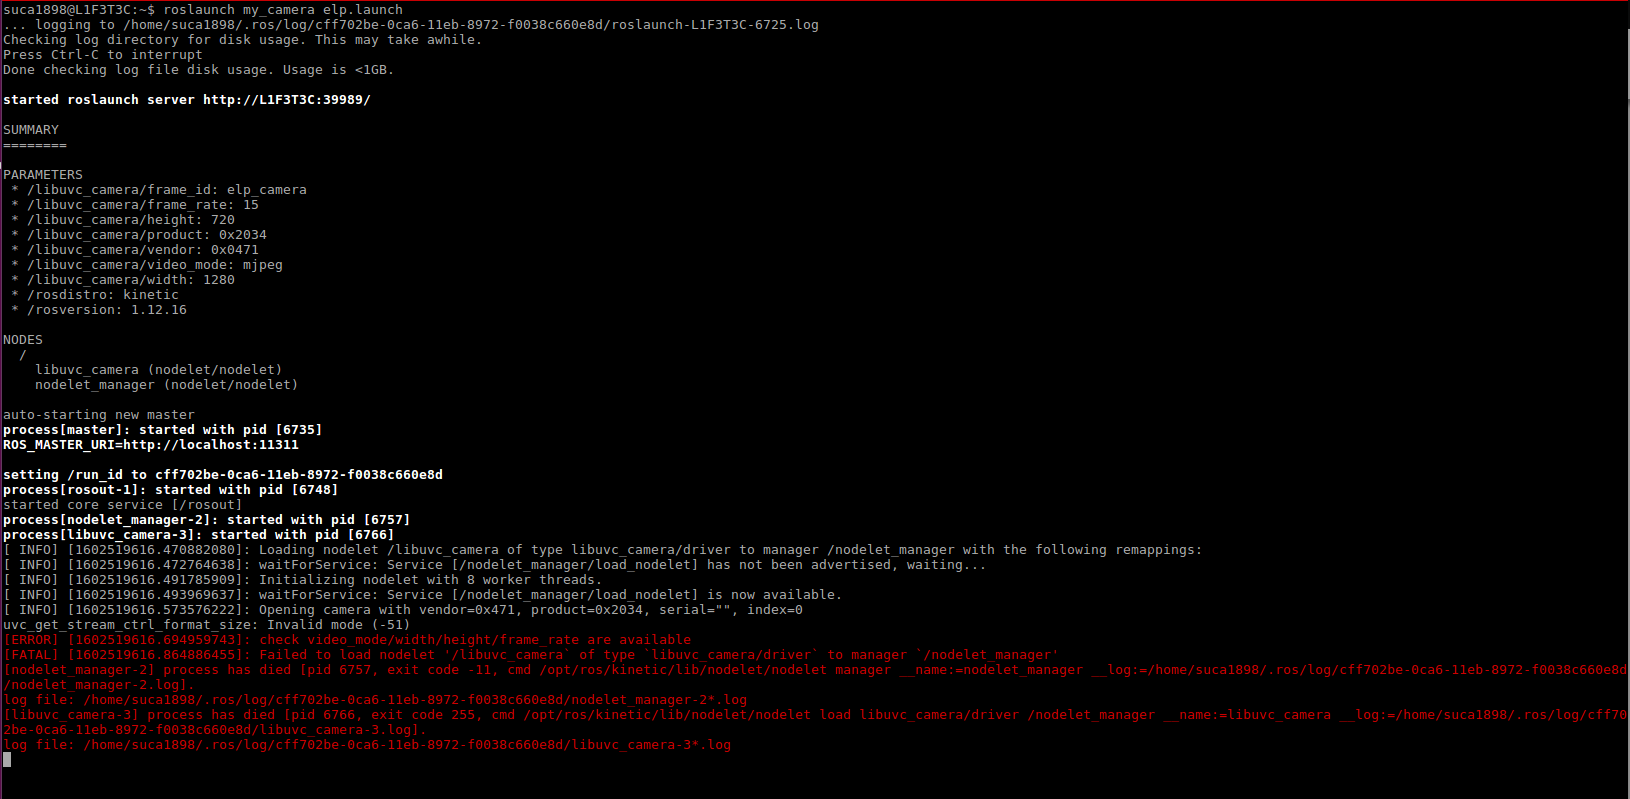 suca1898@L1F3T3C:~$ roslaunch my_camera elp.launch
... logging to /home/suca1898/.ros/log/cff702be-0ca6-11eb-8972-f0038c660e8d/roslaunch-L1F3T3C-6725.log
Checking log directory for disk usage. This may take awhile.
Press Ctrl-C to interrupt
Done checking log file disk usage. Usage is <1GB.
started roslaunch server http://L1F3T3C:39989/
SUMMARY
========
PARAMETERS
 * /libuvc_camera/frame_id: elp_camera
 * /libuvc_camera/frame_rate: 15
 * /libuvc_camera/height: 720
 * /libuvc_camera/product: 0x2034
 * /libuvc_camera/vendor: 0x0471
 * /libuvc_camera/video_mode: mjpeg
 * /libuvc_camera/width: 1280
 * /rosdistro: kinetic
 * /rosversion: 1.12.16
NODES
  /
    libuvc_camera (nodelet/nodelet)
    nodelet_manager (nodelet/nodelet)
auto-starting new master
process[master]: started with pid [6735]
ROS_MASTER_URI=http://localhost:11311
setting /run_id to cff702be-0ca6-11eb-8972-f0038c660e8d
process[rosout-1]: started with pid [6748]
started core service [/rosout]
process[nodelet_manager-2]: started with pid [6757]
process[libuvc_camera-3]: started with pid [6766]
[ INFO] [1602519616.470882080]: Loading nodelet /libuvc_camera of type libuvc_camera/driver to manager /nodelet_manager with the following remappings:
[ INFO] [1602519616.472764638]: waitForService: Service [/nodelet_manager/load_nodelet] has not been advertised, waiting...
[ INFO] [1602519616.491785909]: Initializing nodelet with 8 worker threads.
[ INFO] [1602519616.493969637]: waitForService: Service [/nodelet_manager/load_nodelet] is now available.
[ INFO] [1602519616.573576222]: Opening camera with vendor=0x471, product=0x2034, serial="", index=0
uvc_get_stream_ctrl_format_size: Invalid mode (-51)
[ERROR] [1602519616.694959743]: check video_mode/width/height/frame_rate are available
[FATAL] [1602519616.864886455]: Failed to load nodelet '/libuvc_camera` of type `libuvc_camera/driver` to manager `/nodelet_manager'
[nodelet_manager-2] process has died [pid 6757, exit code -11, cmd /opt/ros/kinetic/lib/nodelet/nodelet manager __name:=nodelet_manager __log:=/home/suca1898/.ros/log/cff702be-0ca6-11eb-8972-f0038c660e8d
/nodelet_manager-2.log].
log file: /home/suca1898/.ros/log/cff702be-0ca6-11eb-8972-f0038c660e8d/nodelet_manager-2*.log
[libuvc_camera-3] process has died [pid 6766, exit code 255, cmd /opt/ros/kinetic/lib/nodelet/nodelet load libuvc_camera/driver /nodelet_manager __name:=libuvc_camera __log:=/home/suca1898/.ros/log/cff70
2be-0ca6-11eb-8972-f0038c660e8d/libuvc_camera-3.log].
log file: /home/suca1898/.ros/log/cff702be-0ca6-11eb-8972-f0038c660e8d/libuvc_camera-3*.log